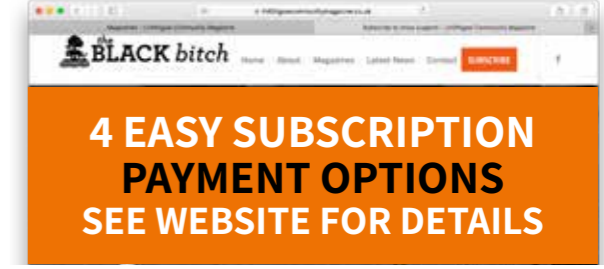 the
BLACK bitch
Home About Magazines Latest News Contact SUBSCRIBE f
4 EASY SUBSCRIPTION
PAYMENT OPTIONS
SEE WEBSITE FOR DETAILS